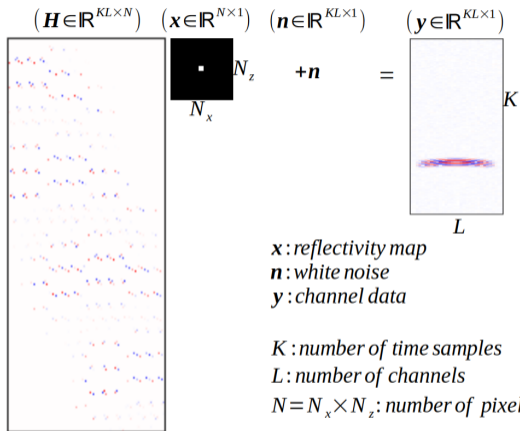 (H∈ℝ^{KL×N}) (x∈ℝ^{N×1}) (n∈ℝ^{KL×1}) (y∈ℝ^{KL×1})
N_z
+n =
K
N_x
L
x: reflectivity map
n: white noise
y: channel data
K: number of time samples
L: number of channels
N=N_x×N_z: number of pixel